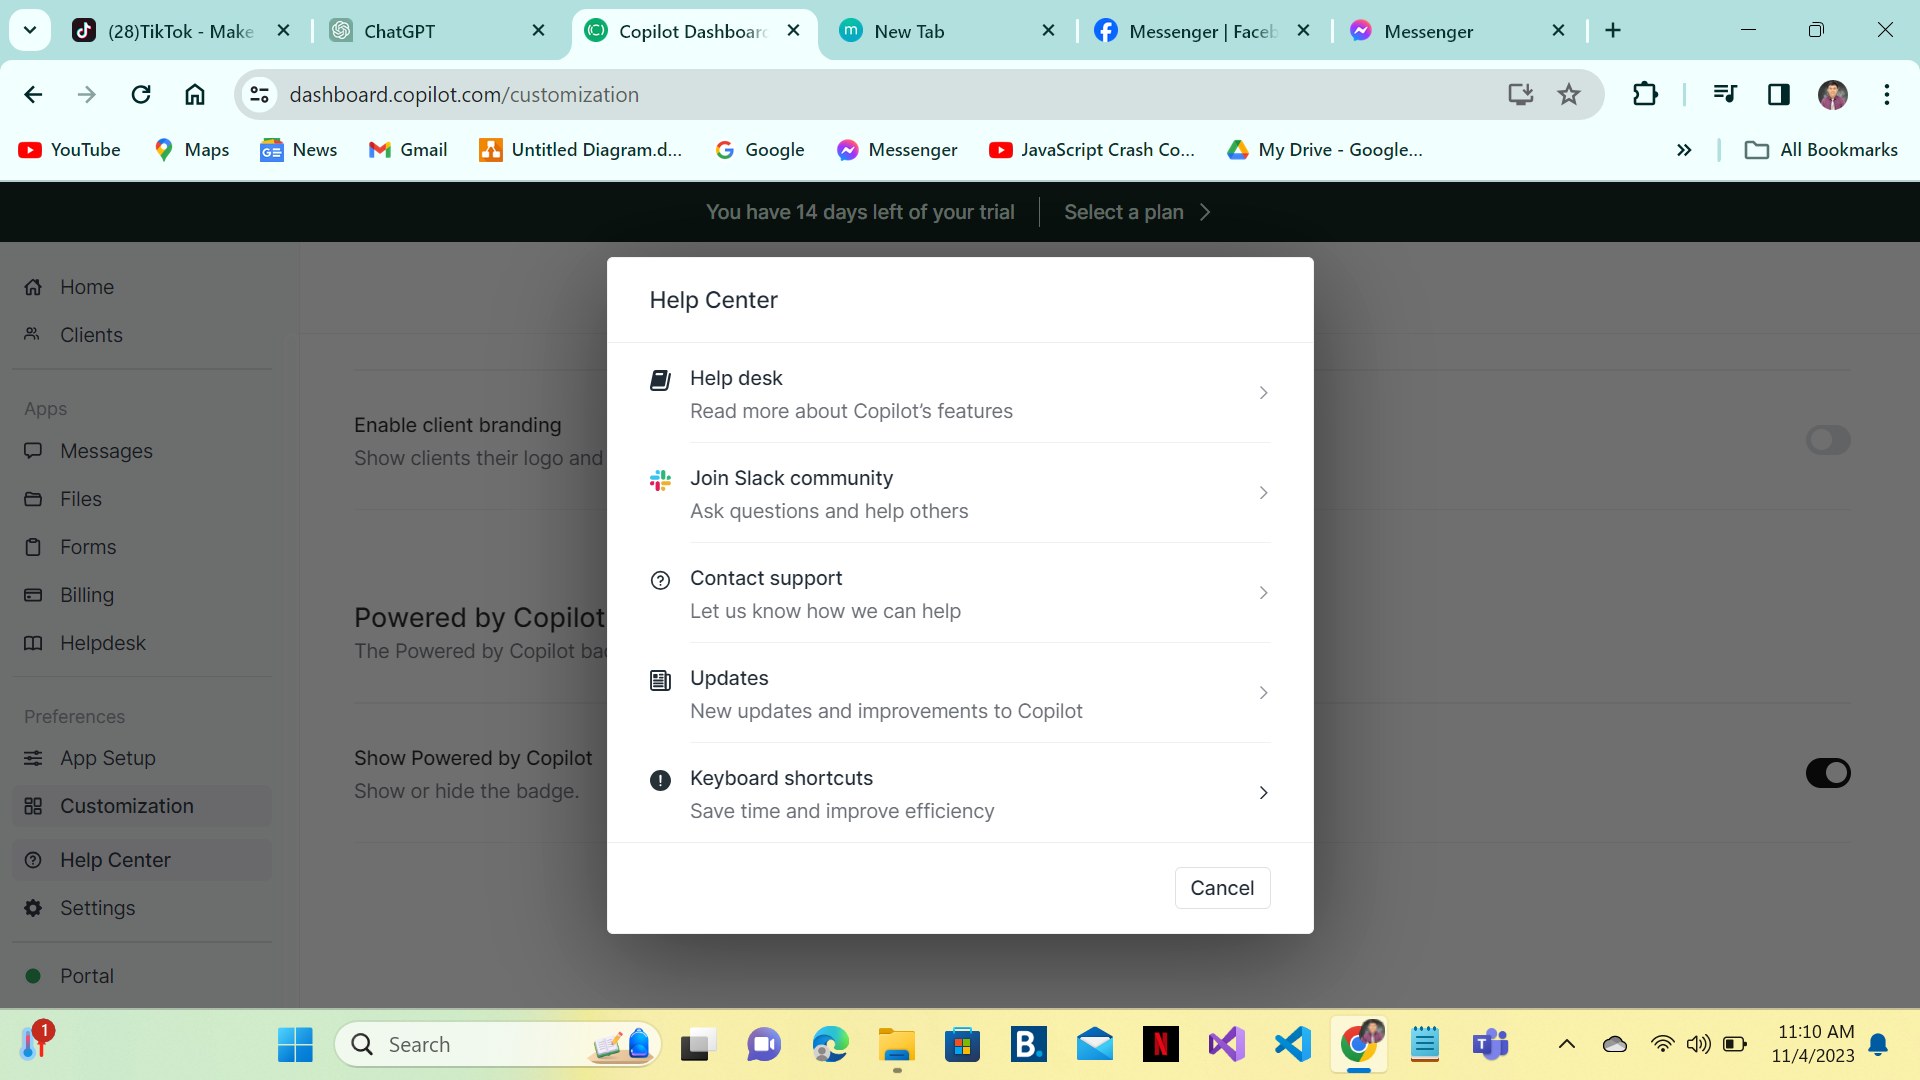 (28)TikTok - Make
ChatGPT
Copilot Dashboard
New Tab
Messenger | Faceb
Messenger
dashboard.copilot.com/customization
YouTube
Maps
News
Gmail
Untitled Diagram.d...
Google
Messenger
JavaScript Crash Co...
My Drive - Google...
All Bookmarks
You have 14 days left of your trial
Select a plan
Home
Clients
Apps
Messages
Files
Forms
Billing
Helpdesk
Preferences
App Setup
Customization
Help Center
Settings
Portal
Enable client branding
Show clients their logo and
Powered by Copilot
The Powered by Copilot ba
Show Powered by Copilot
Show or hide the badge.
Help Center
Help desk
Read more about Copilot’s features
Join Slack community
Ask questions and help others
Contact support
Let us know how we can help
Updates
New updates and improvements to Copilot
Keyboard shortcuts
Save time and improve efficiency
Cancel
1
Search
11:10 AM
11/4/2023